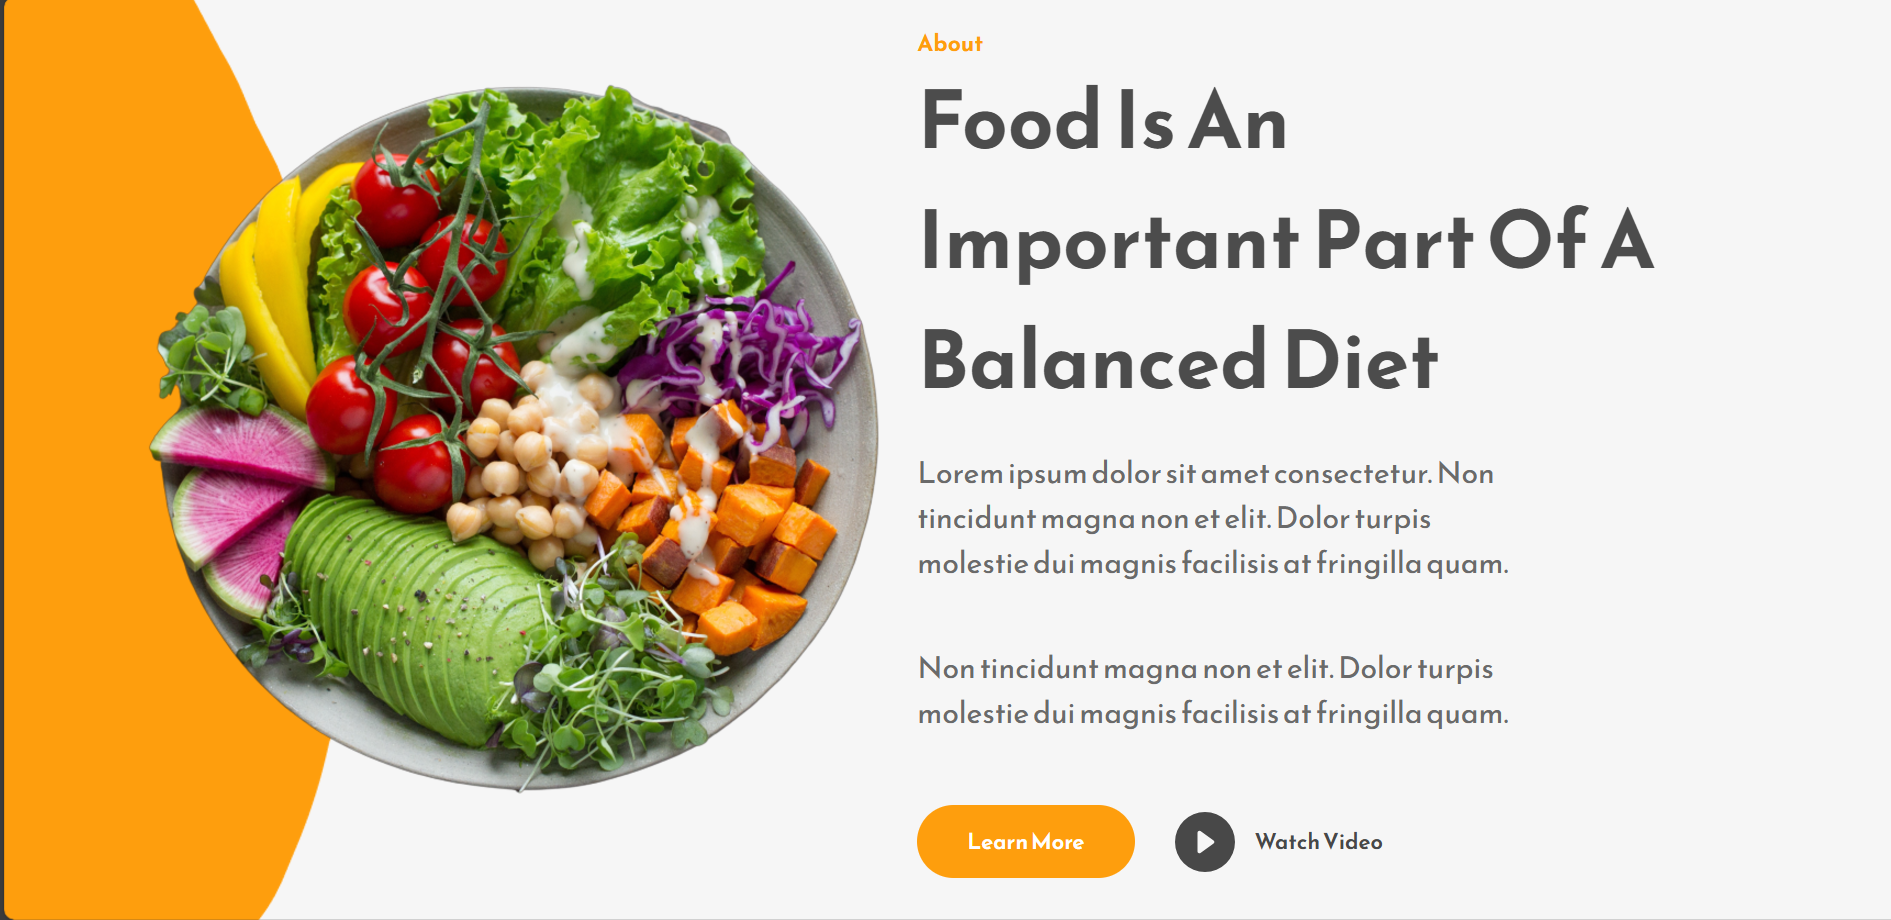 About
Food Is An
Important Part Of A
Balanced Diet
Lorem ipsum dolor sit amet consectetur. Non
tincidunt magna non et elit. Dolor turpis
molestie dui magnis facilisis at fringilla quam.
Non tincidunt magna non et elit. Dolor turpis
molestie dui magnis facilisis at fringilla quam.
Learn More
Watch Video